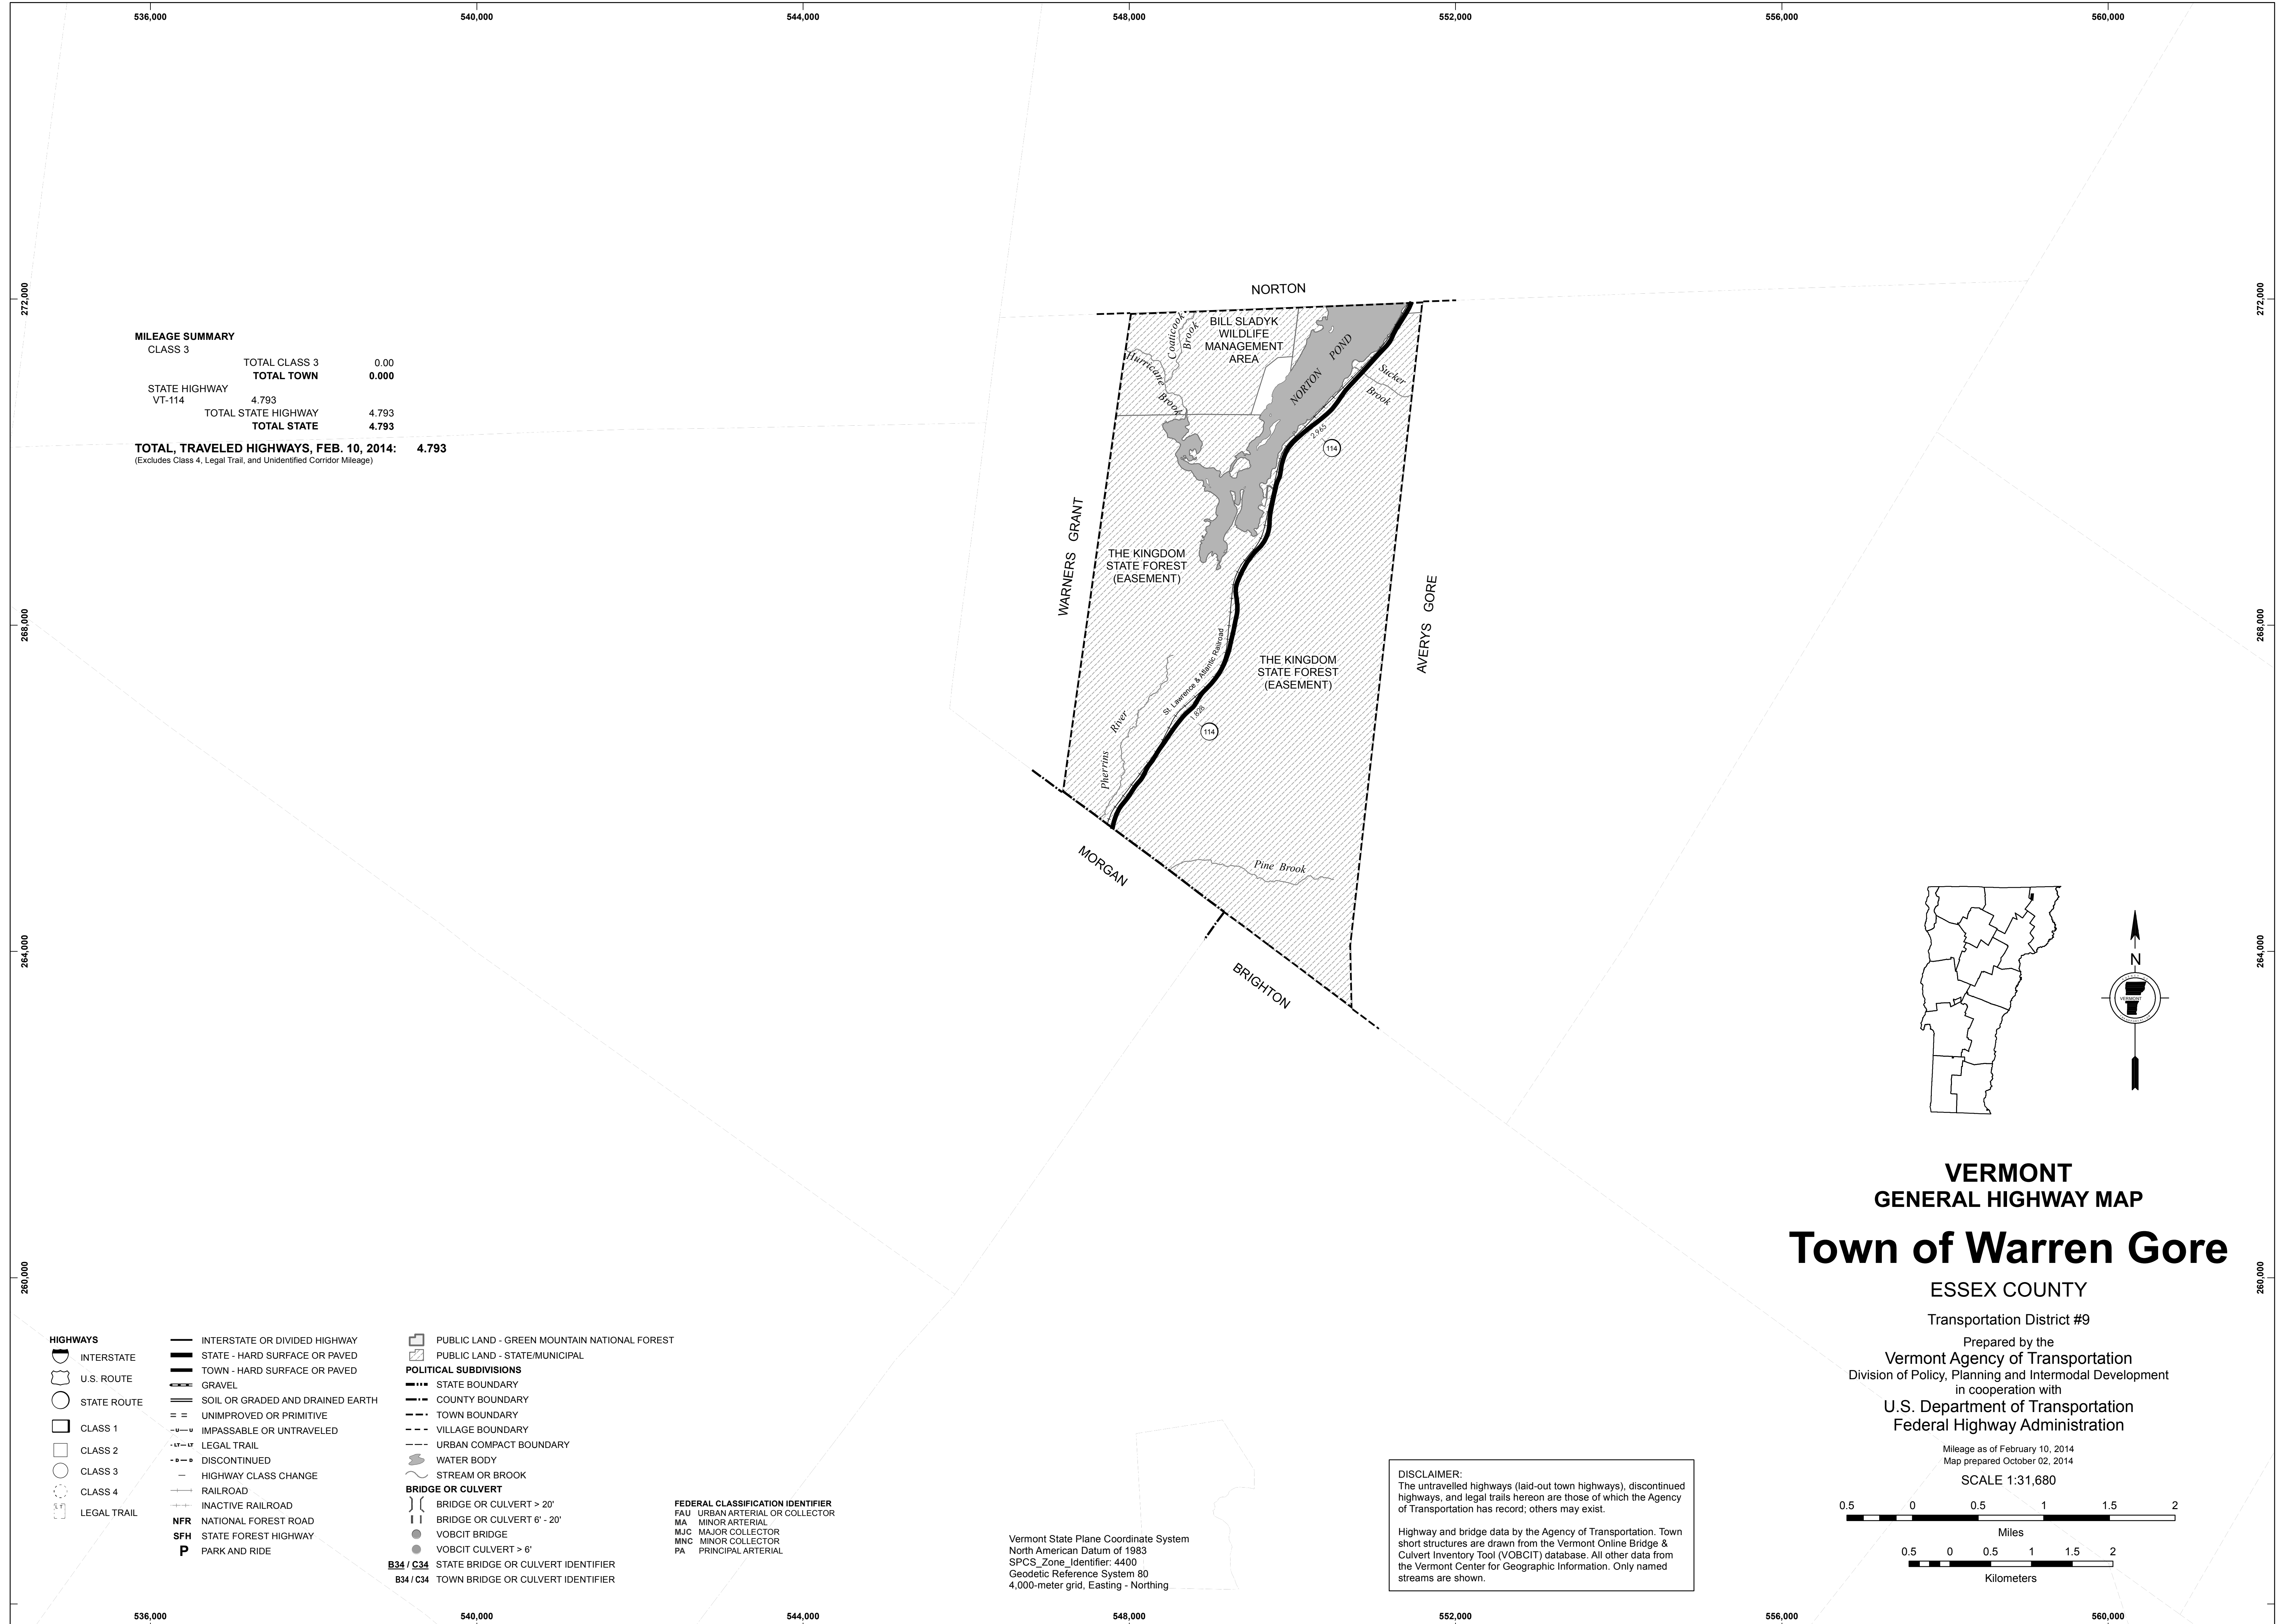 536,000
540,000
544,000
548,000
552,000
556,000
560,000
272,000
272,000
268,000
268,000
264,000
264,000
260,000
260,000
MILEAGE SUMMARY
CLASS 3
TOTAL CLASS 3 0.00
TOTAL TOWN 0.000
STATE HIGHWAY
VT-114 4.793
TOTAL STATE HIGHWAY 4.793
TOTAL STATE 4.793
TOTAL, TRAVELED HIGHWAYS, FEB. 10, 2014: 4.793
(Excludes Class 4, Legal Trail, and Unidentified Corridor Mileage)
NORTON
Coaticook
Brook
BILL SLADYK
WILDLIFE
MANAGEMENT
AREA
Hurricane
Brook
NORTON POND
Sucker
Brook
2.965
114
WARNERS GRANT
THE KINGDOM
STATE FOREST
(EASEMENT)
AVERYS GORE
THE KINGDOM
STATE FOREST
(EASEMENT)
St. Lawrence & Atlantic Railroad
1.828
114
Pherrins River
MORGAN
Pine Brook
BRIGHTON
N
VERMONT
VERMONT
GENERAL HIGHWAY MAP
Town of Warren Gore
ESSEX COUNTY
Transportation District #9
Prepared by the
Vermont Agency of Transportation
Division of Policy, Planning and Intermodal Development
in cooperation with
U.S. Department of Transportation
Federal Highway Administration
Mileage as of February 10, 2014
Map prepared October 02, 2014
SCALE 1:31,680
0.5 0 0.5 1 1.5 2
Miles
0.5 0 0.5 1 1.5 2
Kilometers
HIGHWAYS
INTERSTATE
U.S. ROUTE
STATE ROUTE
CLASS 1
CLASS 2
CLASS 3
CLASS 4
LEGAL TRAIL
INTERSTATE OR DIVIDED HIGHWAY
STATE - HARD SURFACE OR PAVED
TOWN - HARD SURFACE OR PAVED
GRAVEL
SOIL OR GRADED AND DRAINED EARTH
UNIMPROVED OR PRIMITIVE
U U IMPASSABLE OR UNTRAVELED
LT LT LEGAL TRAIL
D D DISCONTINUED
HIGHWAY CLASS CHANGE
RAILROAD
INACTIVE RAILROAD
NFR NATIONAL FOREST ROAD
SFH STATE FOREST HIGHWAY
P PARK AND RIDE
PUBLIC LAND - GREEN MOUNTAIN NATIONAL FOREST
PUBLIC LAND - STATE/MUNICIPAL
POLITICAL SUBDIVISIONS
STATE BOUNDARY
COUNTY BOUNDARY
TOWN BOUNDARY
VILLAGE BOUNDARY
URBAN COMPACT BOUNDARY
WATER BODY
STREAM OR BROOK
BRIDGE OR CULVERT
BRIDGE OR CULVERT > 20'
BRIDGE OR CULVERT 6' - 20'
VOBCIT BRIDGE
VOBCIT CULVERT > 6'
B34 / C34 STATE BRIDGE OR CULVERT IDENTIFIER
B34 / C34 TOWN BRIDGE OR CULVERT IDENTIFIER
FEDERAL CLASSIFICATION IDENTIFIER
FAU URBAN ARTERIAL OR COLLECTOR
MA MINOR ARTERIAL
MJC MAJOR COLLECTOR
MNC MINOR COLLECTOR
PA PRINCIPAL ARTERIAL
Vermont State Plane Coordinate System
North American Datum of 1983
SPCS_Zone_Identifier: 4400
Geodetic Reference System 80
4,000-meter grid, Easting - Northing
DISCLAIMER:
The untravelled highways (laid-out town highways), discontinued
highways, and legal trails hereon are those of which the Agency
of Transportation has record; others may exist.
Highway and bridge data by the Agency of Transportation. Town
short structures are drawn from the Vermont Online Bridge &
Culvert Inventory Tool (VOBCIT) database. All other data from
the Vermont Center for Geographic Information. Only named
streams are shown.
536,000
540,000
544,000
548,000
552,000
556,000
560,000